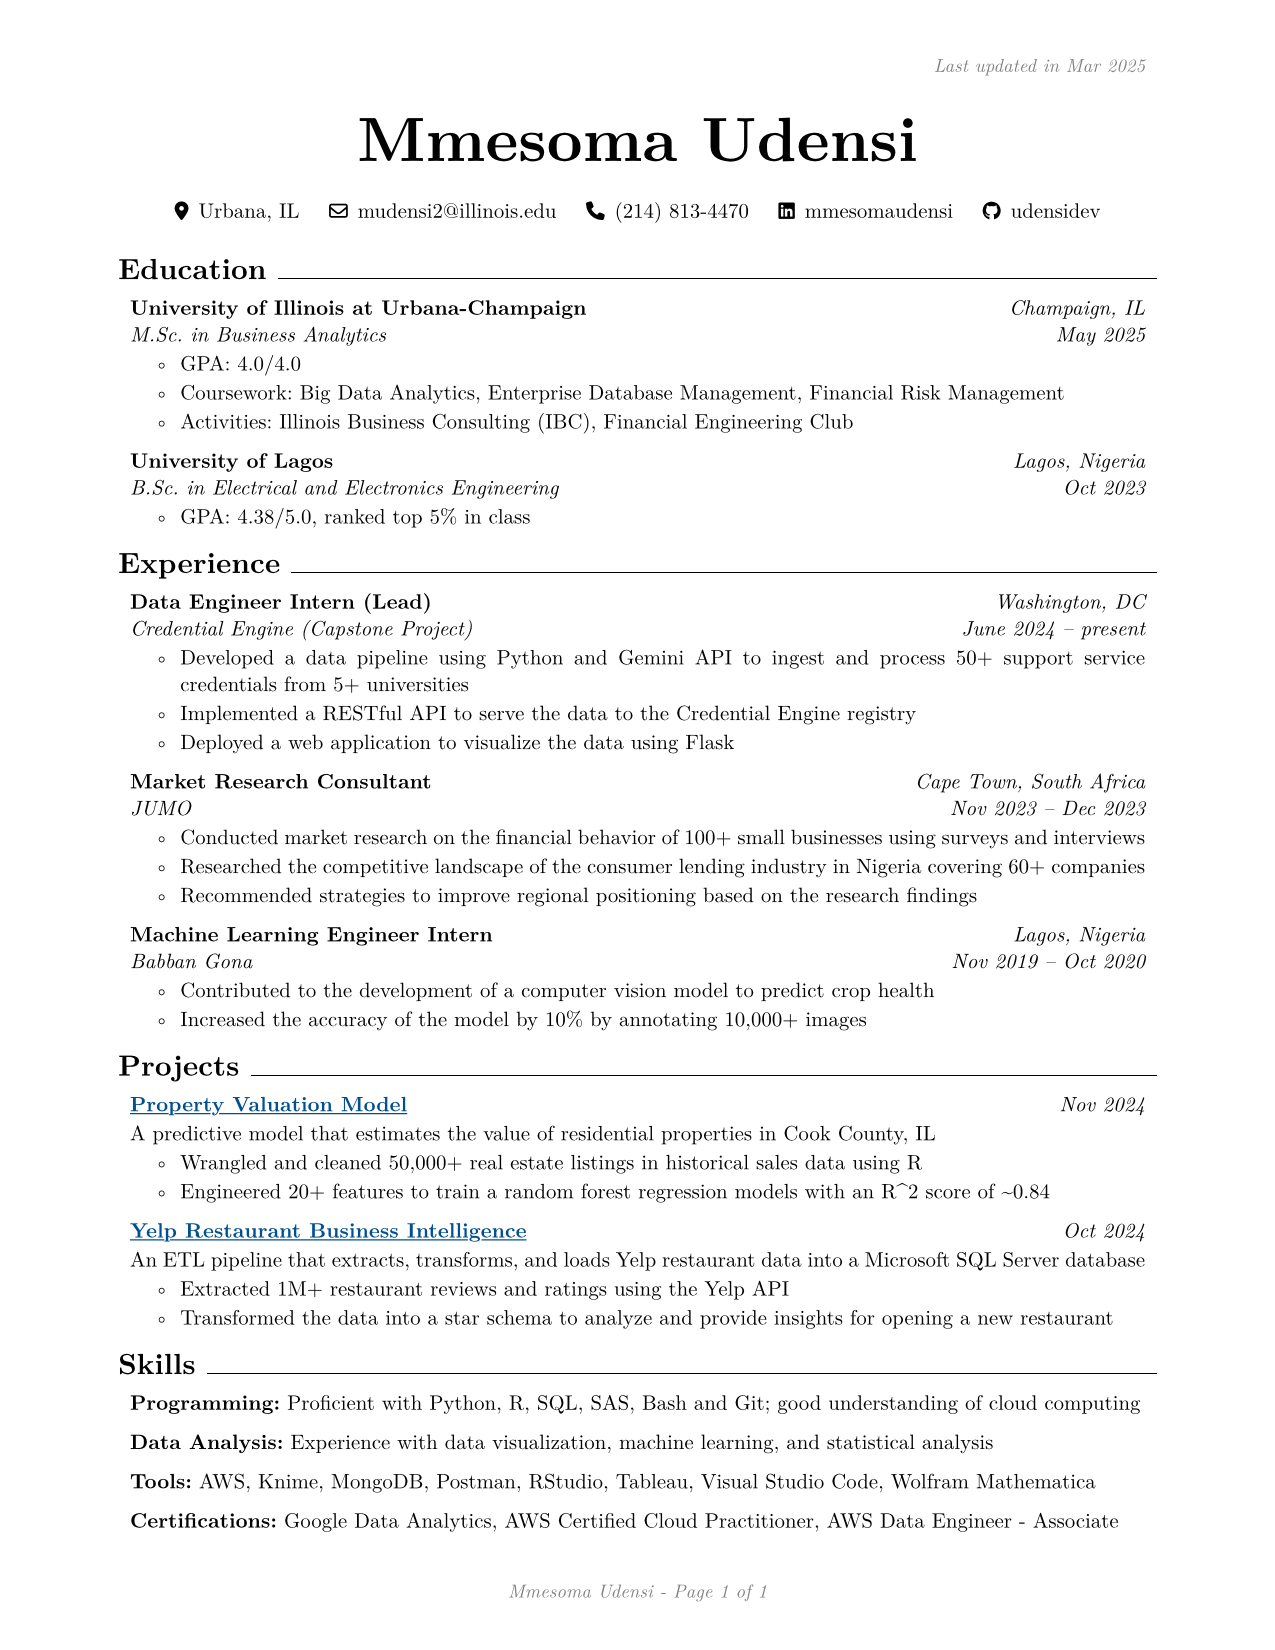 Last updated in Mar 2025
Mmesoma Udensi
Urbana, IL mudensi2@illinois.edu (214) 813-4470 mmesomaudensi udensidev
Education
University of Illinois at Urbana-Champaign Champaign, IL
M.Sc. in Business Analytics May 2025
◦ GPA: 4.0/4.0
◦ Coursework: Big Data Analytics, Enterprise Database Management, Financial Risk Management
◦ Activities: Illinois Business Consulting (IBC), Financial Engineering Club
University of Lagos Lagos, Nigeria
B.Sc. in Electrical and Electronics Engineering Oct 2023
◦ GPA: 4.38/5.0, ranked top 5% in class
Experience
Data Engineer Intern (Lead) Washington, DC
Credential Engine (Capstone Project) June 2024 – present
◦ Developed a data pipeline using Python and Gemini API to ingest and process 50+ support service
credentials from 5+ universities
◦ Implemented a RESTful API to serve the data to the Credential Engine registry
◦ Deployed a web application to visualize the data using Flask
Market Research Consultant Cape Town, South Africa
JUMO Nov 2023 – Dec 2023
◦ Conducted market research on the financial behavior of 100+ small businesses using surveys and interviews
◦ Researched the competitive landscape of the consumer lending industry in Nigeria covering 60+ companies
◦ Recommended strategies to improve regional positioning based on the research findings
Machine Learning Engineer Intern Lagos, Nigeria
Babban Gona Nov 2019 – Oct 2020
◦ Contributed to the development of a computer vision model to predict crop health
◦ Increased the accuracy of the model by 10% by annotating 10,000+ images
Projects
Property Valuation Model Nov 2024
A predictive model that estimates the value of residential properties in Cook County, IL
◦ Wrangled and cleaned 50,000+ real estate listings in historical sales data using R
◦ Engineered 20+ features to train a random forest regression models with an R^2 score of ~0.84
Yelp Restaurant Business Intelligence Oct 2024
An ETL pipeline that extracts, transforms, and loads Yelp restaurant data into a Microsoft SQL Server database
◦ Extracted 1M+ restaurant reviews and ratings using the Yelp API
◦ Transformed the data into a star schema to analyze and provide insights for opening a new restaurant
Skills
Programming: Proficient with Python, R, SQL, SAS, Bash and Git; good understanding of cloud computing
Data Analysis: Experience with data visualization, machine learning, and statistical analysis
Tools: AWS, Knime, MongoDB, Postman, RStudio, Tableau, Visual Studio Code, Wolfram Mathematica
Certifications: Google Data Analytics, AWS Certified Cloud Practitioner, AWS Data Engineer - Associate
Mmesoma Udensi - Page 1 of 1